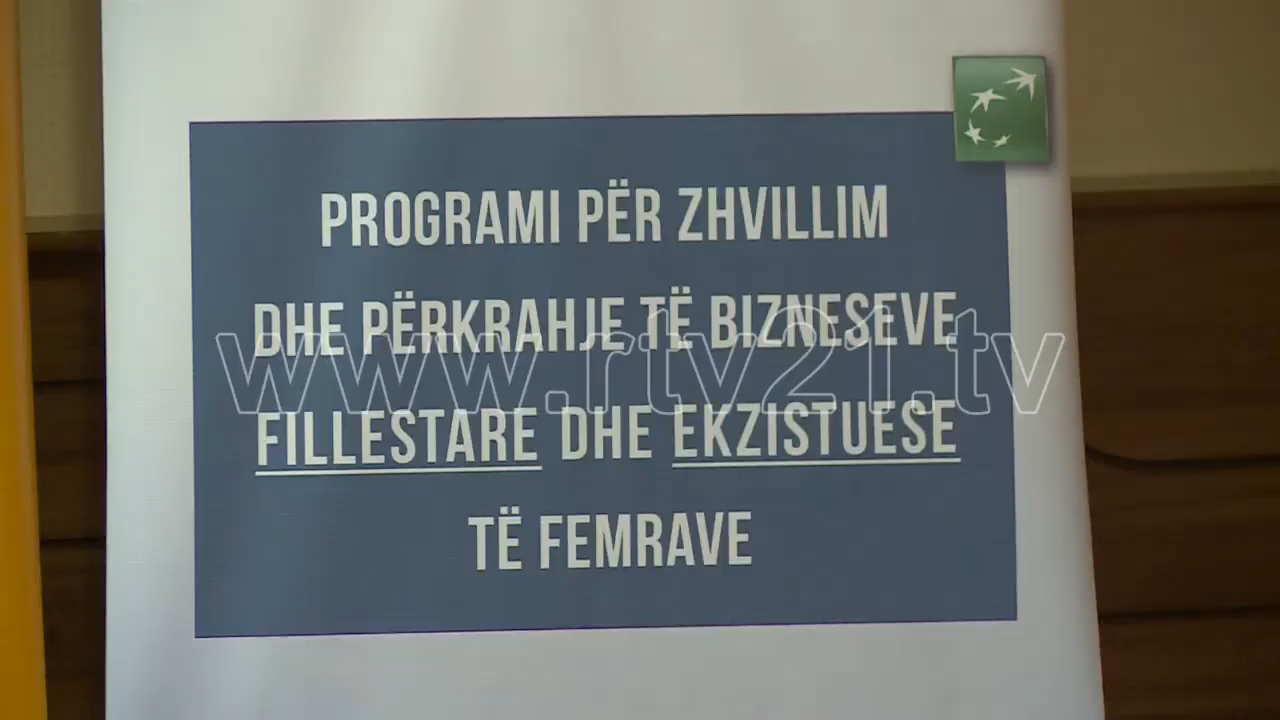 PROGRAMI PËR ZHVILLIM
DHE PËRKRAHJE TË BIZNESEVE
www.rtv21.tv
FILLESTARE DHE EKZISTUESE
TË FEMRAVE